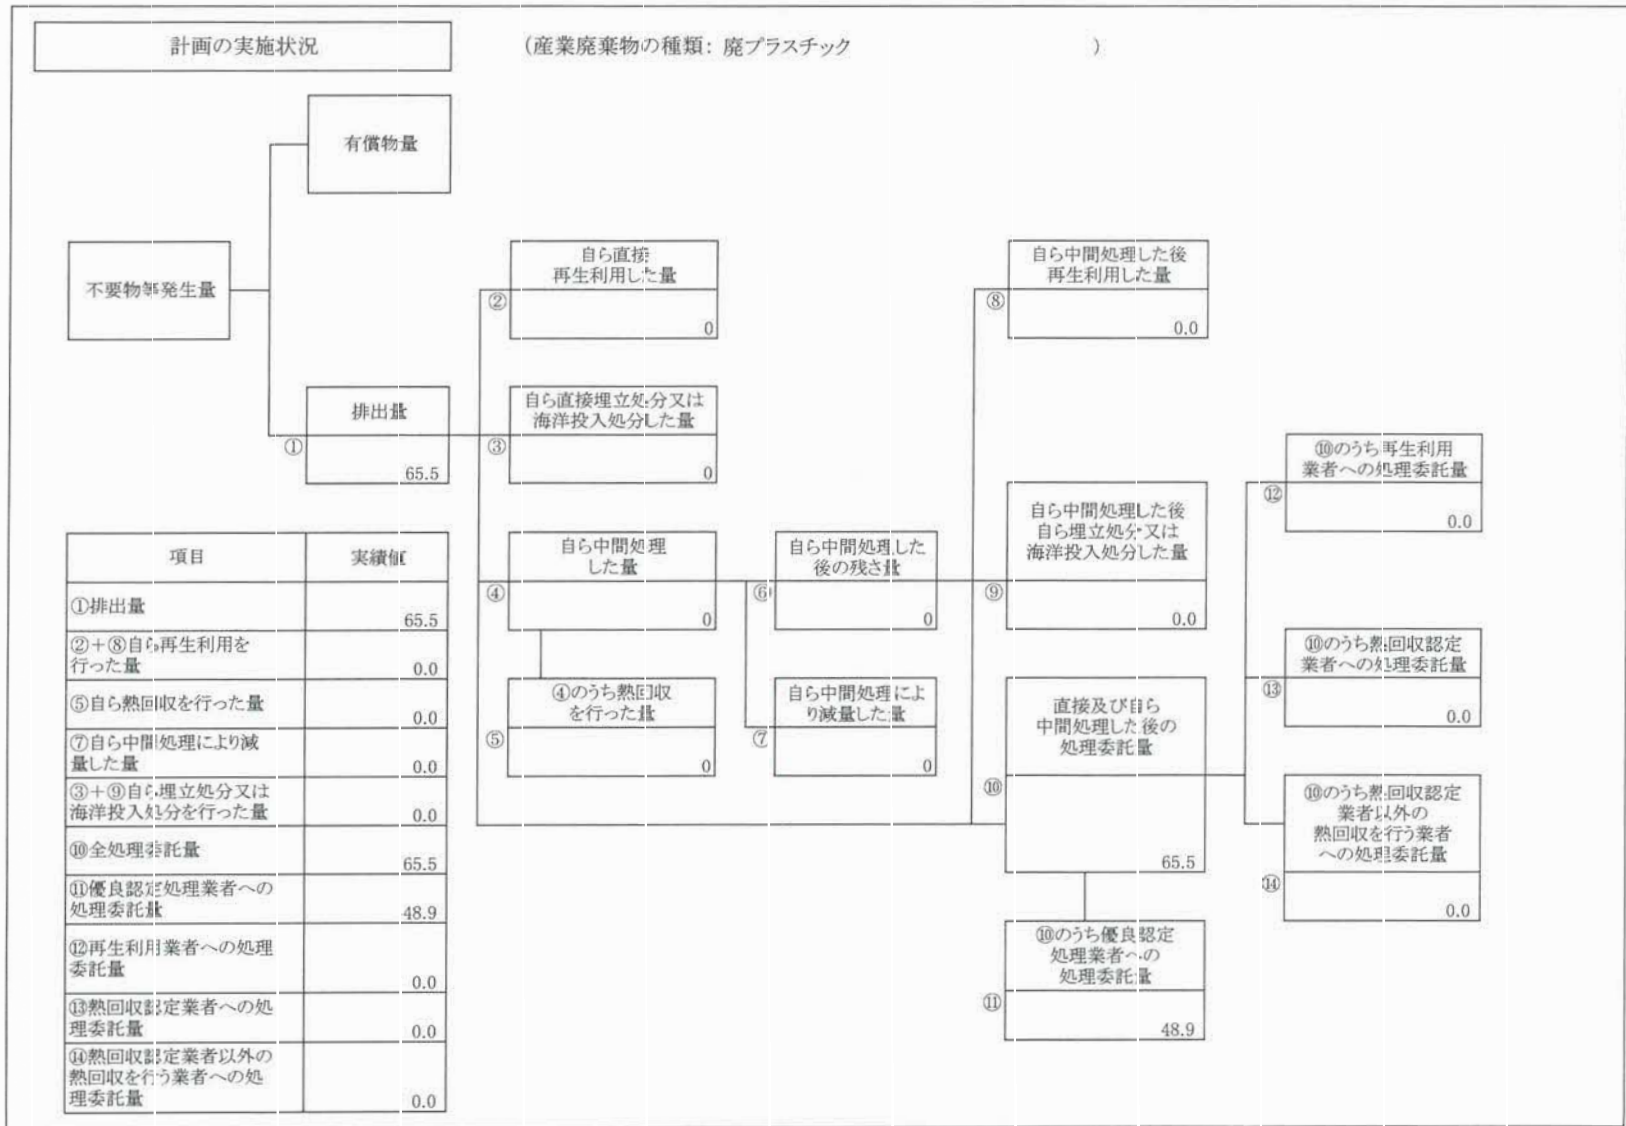 計画の実施状況
(産業廃棄物の種類: 廃プラスチック )
有償物量
不要物等発生量
自ら直接
再生利用した量
②
0
自ら中間処理した後
再生利用した量
⑧
0.0
排出量
①
65.5
自ら直接埋立処分又は
海洋投入処分した量
③
0
⑩のうち再生利用
業者への処理委託量
⑫
0.0
自ら中間処理した後
自ら埋立処分又は
海洋投入処分した量
⑨
0.0
自ら中間処理
した量
④
0
自ら中間処理した
後の残さ量
⑥
0
⑩のうち熱回収認定
業者への処理委託量
⑬
0.0
④のうち熱回収
を行った量
⑤
0
自ら中間処理によ
り減量した量
⑦
0
直接及び自ら
中間処理した後の
処理委託量
⑩
65.5
⑩のうち熱回収認定
業者以外の
熱回収を行う業者
への処理委託量
⑭
0.0
⑩のうち優良認定
処理業者への
処理委託量
⑪
48.9
項目 実績値
①排出量
65.5
②+⑧自ら再生利用を
行った量 0.0
⑤自ら熱回収を行った量
0.0
⑦自ら中間処理により減
量した量 0.0
③+⑨自ら埋立処分又は
海洋投入処分を行った量 0.0
⑩全処理委託量
65.5
⑪優良認定処理業者への
処理委託量 48.9
⑫再生利用業者への処理
委託量
0.0
⑬熱回収認定業者への処
理委託量 0.0
⑭熱回収認定業者以外の
熱回収を行う業者への処
理委託量 0.0